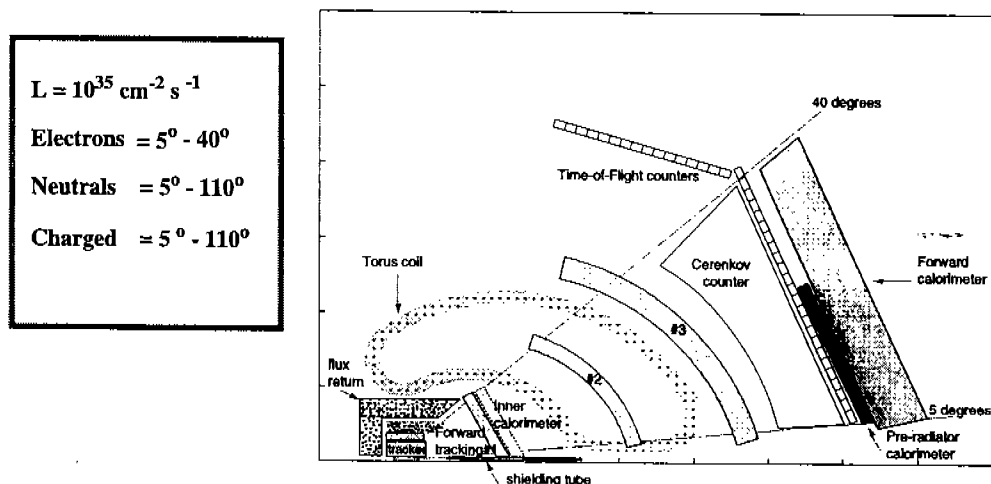 L = 10³⁵ cm⁻² s⁻¹
Electrons = 5° - 40°
Neutrals = 5° - 110°
Charged = 5° - 110°
40 degrees
Time-of-Flight counters
Torus coil
Cerenkov
counter
Forward
calorimeter
#3
#2
flux
return
Inner
calorimeter
Forward
tracking
tracker
5 degrees
Pre-radiator
calorimeter
shielding tube